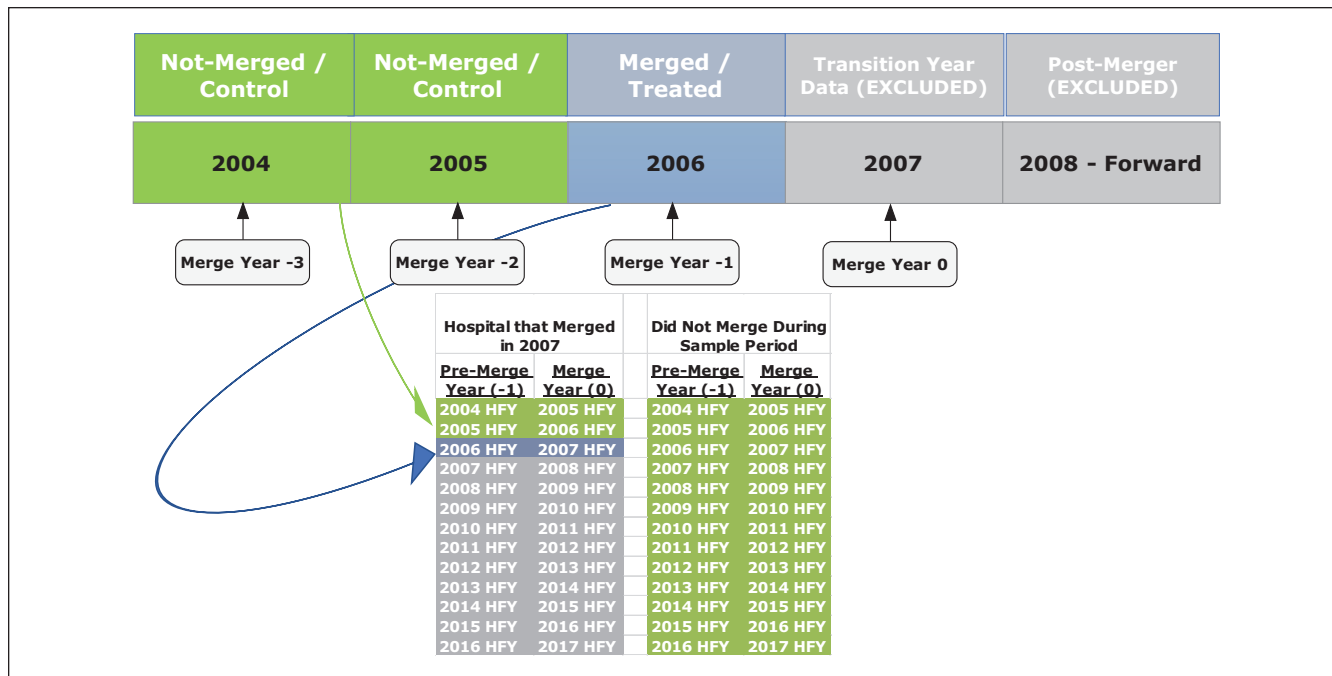 Not-Merged / Control
Not-Merged / Control
Merged / Treated
Transition Year Data (EXCLUDED)
Post-Merger (EXCLUDED)
2004
2005
2006
2007
2008 - Forward
Merge Year -3
Merge Year -2
Merge Year -1
Merge Year 0
Hospital that Merged in 2007
Did Not Merge During Sample Period
Pre-Merge Year (-1)
Merge Year (0)
Pre-Merge Year (-1)
Merge Year (0)
2004 HFY 2005 HFY 2004 HFY 2005 HFY
2005 HFY 2006 HFY 2005 HFY 2006 HFY
2006 HFY 2007 HFY 2006 HFY 2007 HFY
2007 HFY 2008 HFY 2007 HFY 2008 HFY
2008 HFY 2009 HFY 2008 HFY 2009 HFY
2009 HFY 2010 HFY 2009 HFY 2010 HFY
2010 HFY 2011 HFY 2010 HFY 2011 HFY
2011 HFY 2012 HFY 2011 HFY 2012 HFY
2012 HFY 2013 HFY 2012 HFY 2013 HFY
2013 HFY 2014 HFY 2013 HFY 2014 HFY
2014 HFY 2015 HFY 2014 HFY 2015 HFY
2015 HFY 2016 HFY 2015 HFY 2016 HFY
2016 HFY 2017 HFY 2016 HFY 2017 HFY